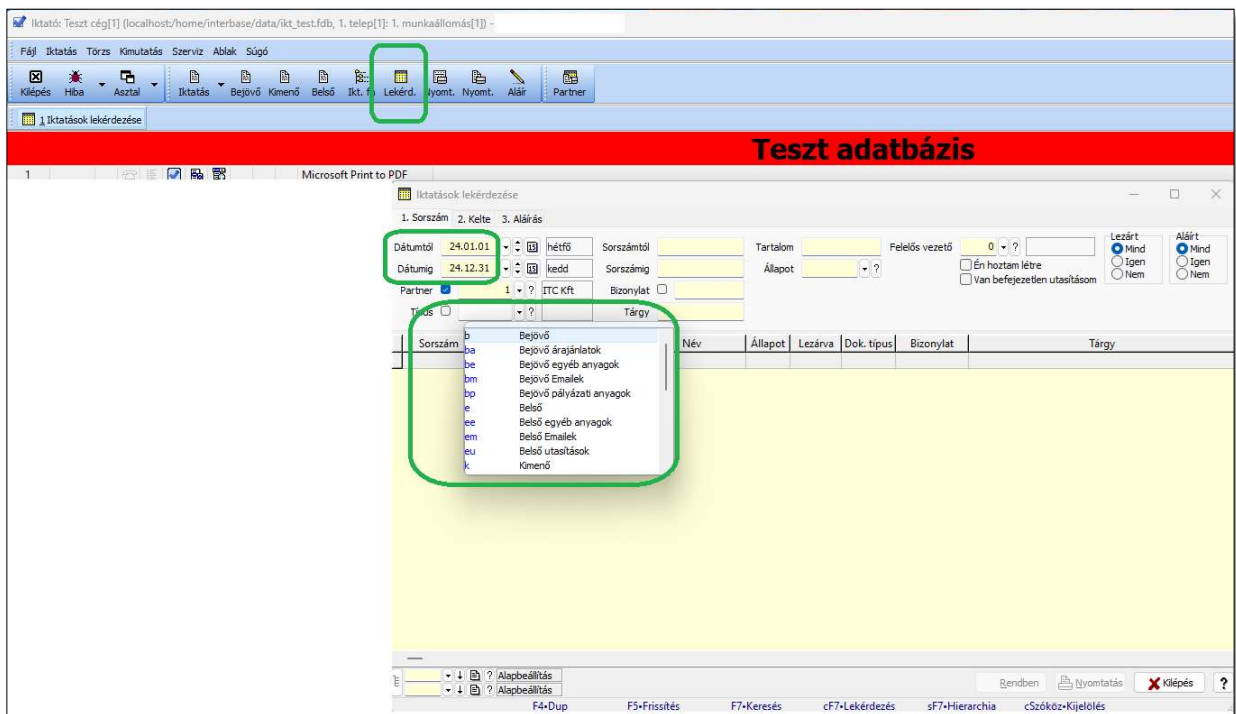 Iktató: Teszt cég[1] (localhost:/home/interbase/data/ikt_test.fdb, 1. telep[1]: 1. munkaállomás[1]) -
Fájl Iktatás Törzs Kimutatás Szerviz Ablak Súgó
Kilépés Hiba Asztal Iktatás Bejövő Kimenő Belső Ikt. fa Lekérd. Nyomt. Nyomt. Aláír Partner
1 Iktatások lekérdezése
Teszt adatbázis
1 Microsoft Print to PDF
Iktatások lekérdezése
1. Sorszám 2. Kelte 3. Aláírás
Lezárt Aláírt
Dátumtól 24.01.01 15 hétfő Sorszámtól Tartalom Felelős vezető 0 ? Mind Mind
Dátumig 24.12.31 15 kedd Sorszámig Állapot ? Én hoztam létre Igen Igen
Partner 1 ? ITC Kft Bizonylat Van befejezetlen utasításom Nem Nem
Típus ? Tárgy
Sorszám Név Állapot Lezárva Dok. típus Bizonylat Tárgy
b Bejövő
ba Bejövő árajánlatok
be Bejövő egyéb anyagok
bm Bejövő Emailek
bp Bejövő pályázati anyagok
e Belső
ee Belső egyéb anyagok
em Belső Emailek
eu Belső utasítások
k Kimenő
? Alapbeállítás
? Alapbeállítás
Rendben Nyomtatás Kilépés ?
F4•Dup F5•Frissítés F7•Keresés cF7•Lekérdezés sF7•Hierarchia cSzóköz•Kijelölés